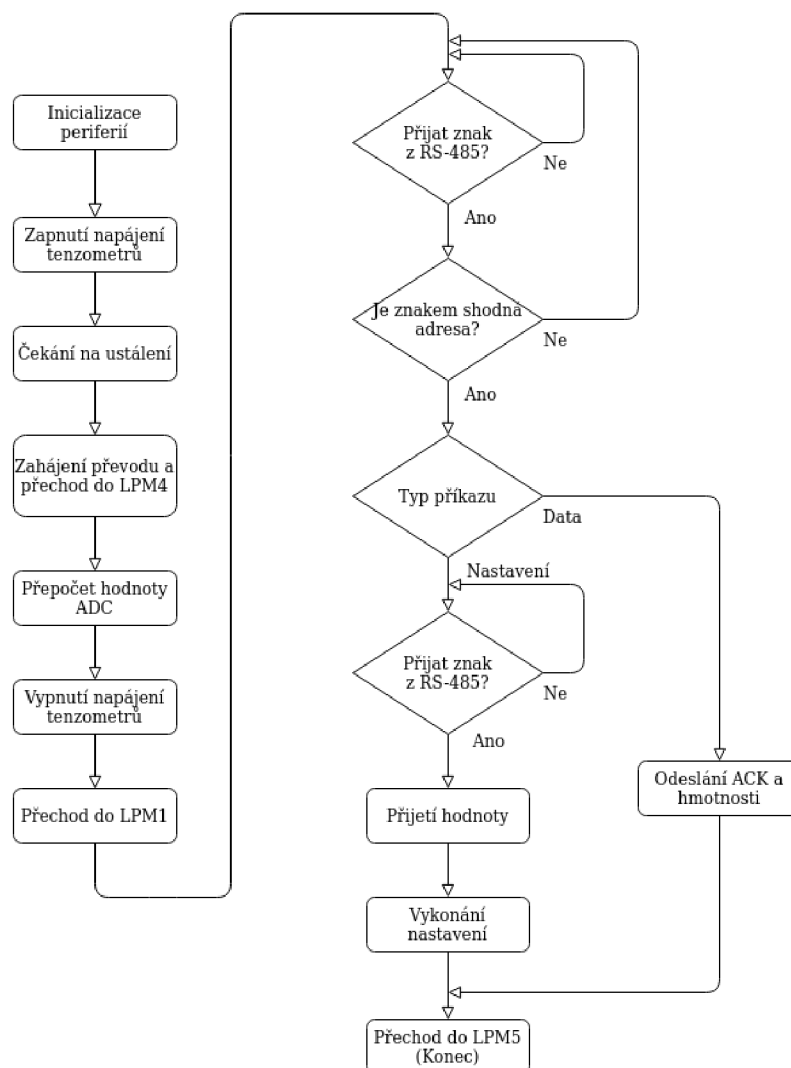 Inicializace
periferií
Zapnutí napájení
tenzometrů
Čekání na ustálení
Zahájení převodu a
přechod do LPM4
Přepočet hodnoty
ADC
Vypnutí napájení
tenzometrů
Přechod do LPM1
Přijat znak
z RS-485?
Ne
Ano
Je znakem shodná
adresa?
Ne
Ano
Typ příkazu
Data
Nastavení
Přijat znak
z RS-485?
Ne
Ano
Přijetí hodnoty
Vykonání
nastavení
Odeslání ACK a
hmotnosti
Přechod do LPM5
(Konec)